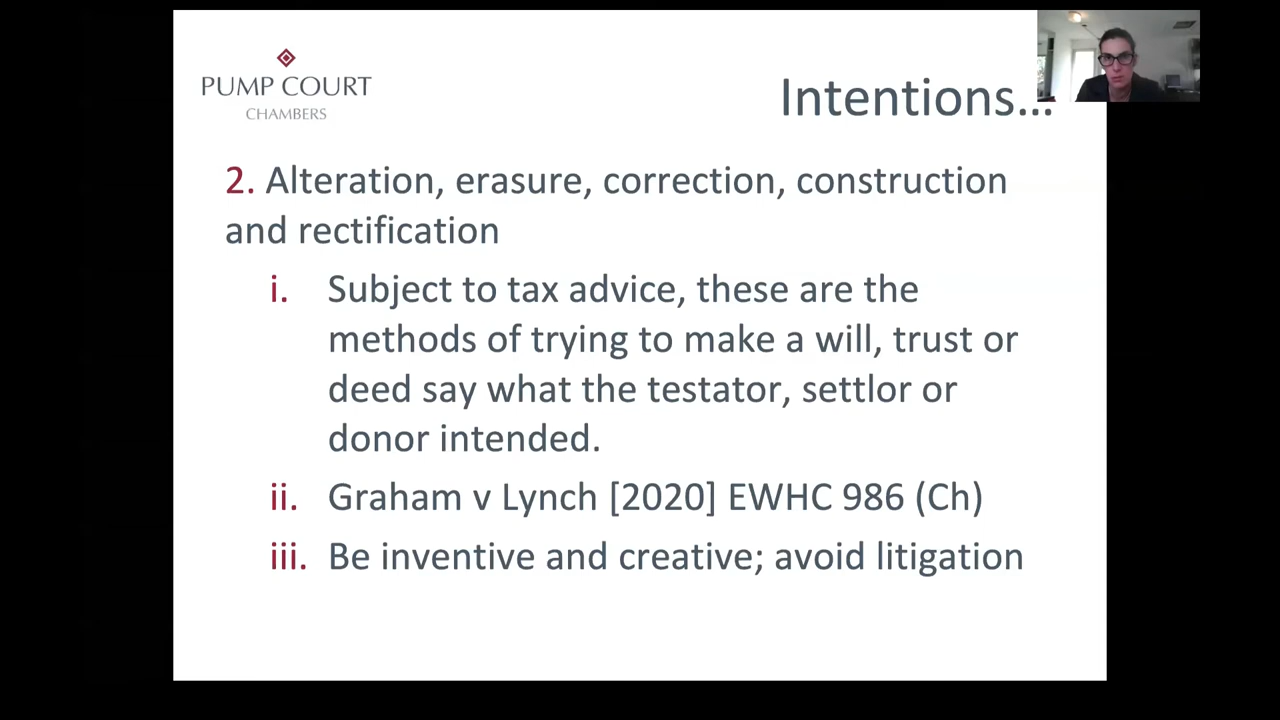 PUMP COURT
CHAMBERS
Intentions...
2. Alteration, erasure, correction, construction
and rectification
i. Subject to tax advice, these are the
methods of trying to make a will, trust or
deed say what the testator, settlor or
donor intended.
ii. Graham v Lynch [2020] EWHC 986 (Ch)
iii. Be inventive and creative; avoid litigation